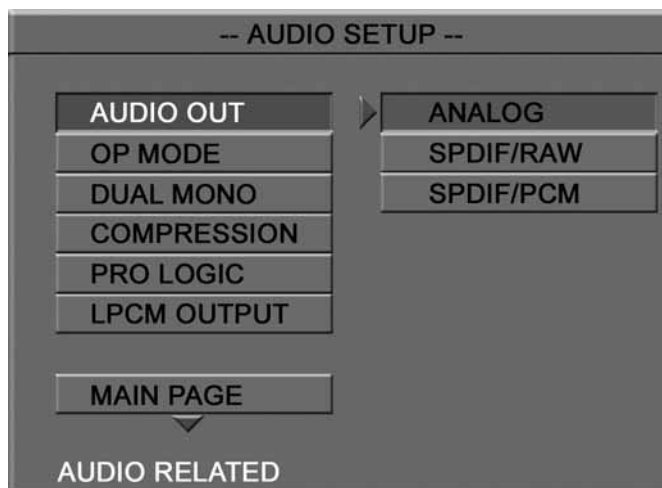 -- AUDIO SETUP --
AUDIO OUT
OP MODE
DUAL MONO
COMPRESSION
PRO LOGIC
LPCM OUTPUT
MAIN PAGE
ANALOG
SPDIF/RAW
SPDIF/PCM
AUDIO RELATED